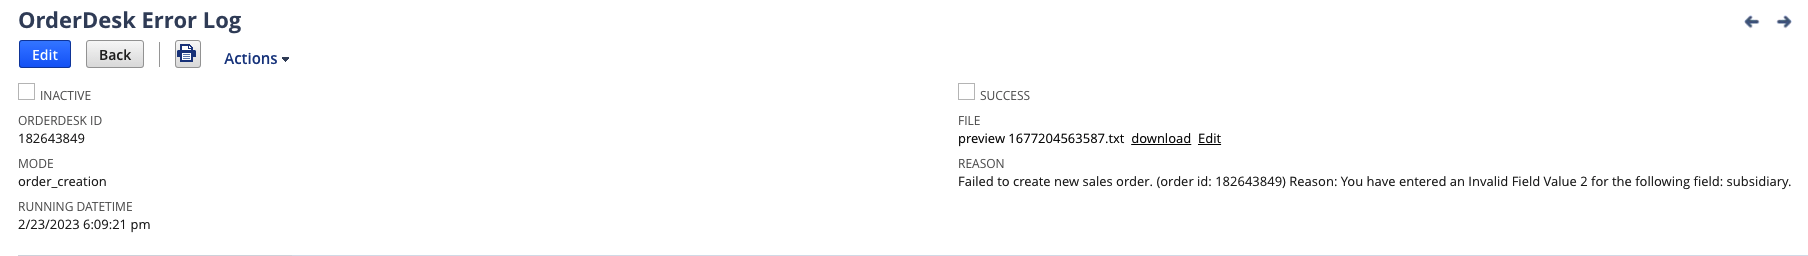 OrderDesk Error Log
Edit Back Actions
INACTIVE
ORDERDESK ID
182643849
MODE
order_creation
RUNNING DATETIME
2/23/2023 6:09:21 pm
SUCCESS
FILE
preview 1677204563587.txt download Edit
REASON
Failed to create new sales order. (order id: 182643849) Reason: You have entered an Invalid Field Value 2 for the following field: subsidiary.